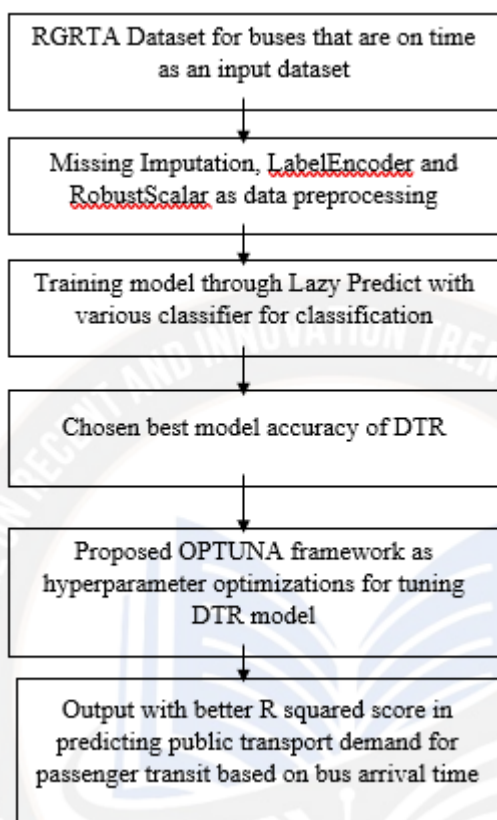 RGRTA Dataset for buses that are on time
as an input dataset
Missing Imputation, LabelEncoder and
RobustScalar as data preprocessing
Training model through Lazy Predict with
various classifier for classification
Chosen best model accuracy of DTR
Proposed OPTUNA framework as
hyperparameter optimizations for tuning
DTR model
Output with better R squared score in
predicting public transport demand for
passenger transit based on bus arrival time